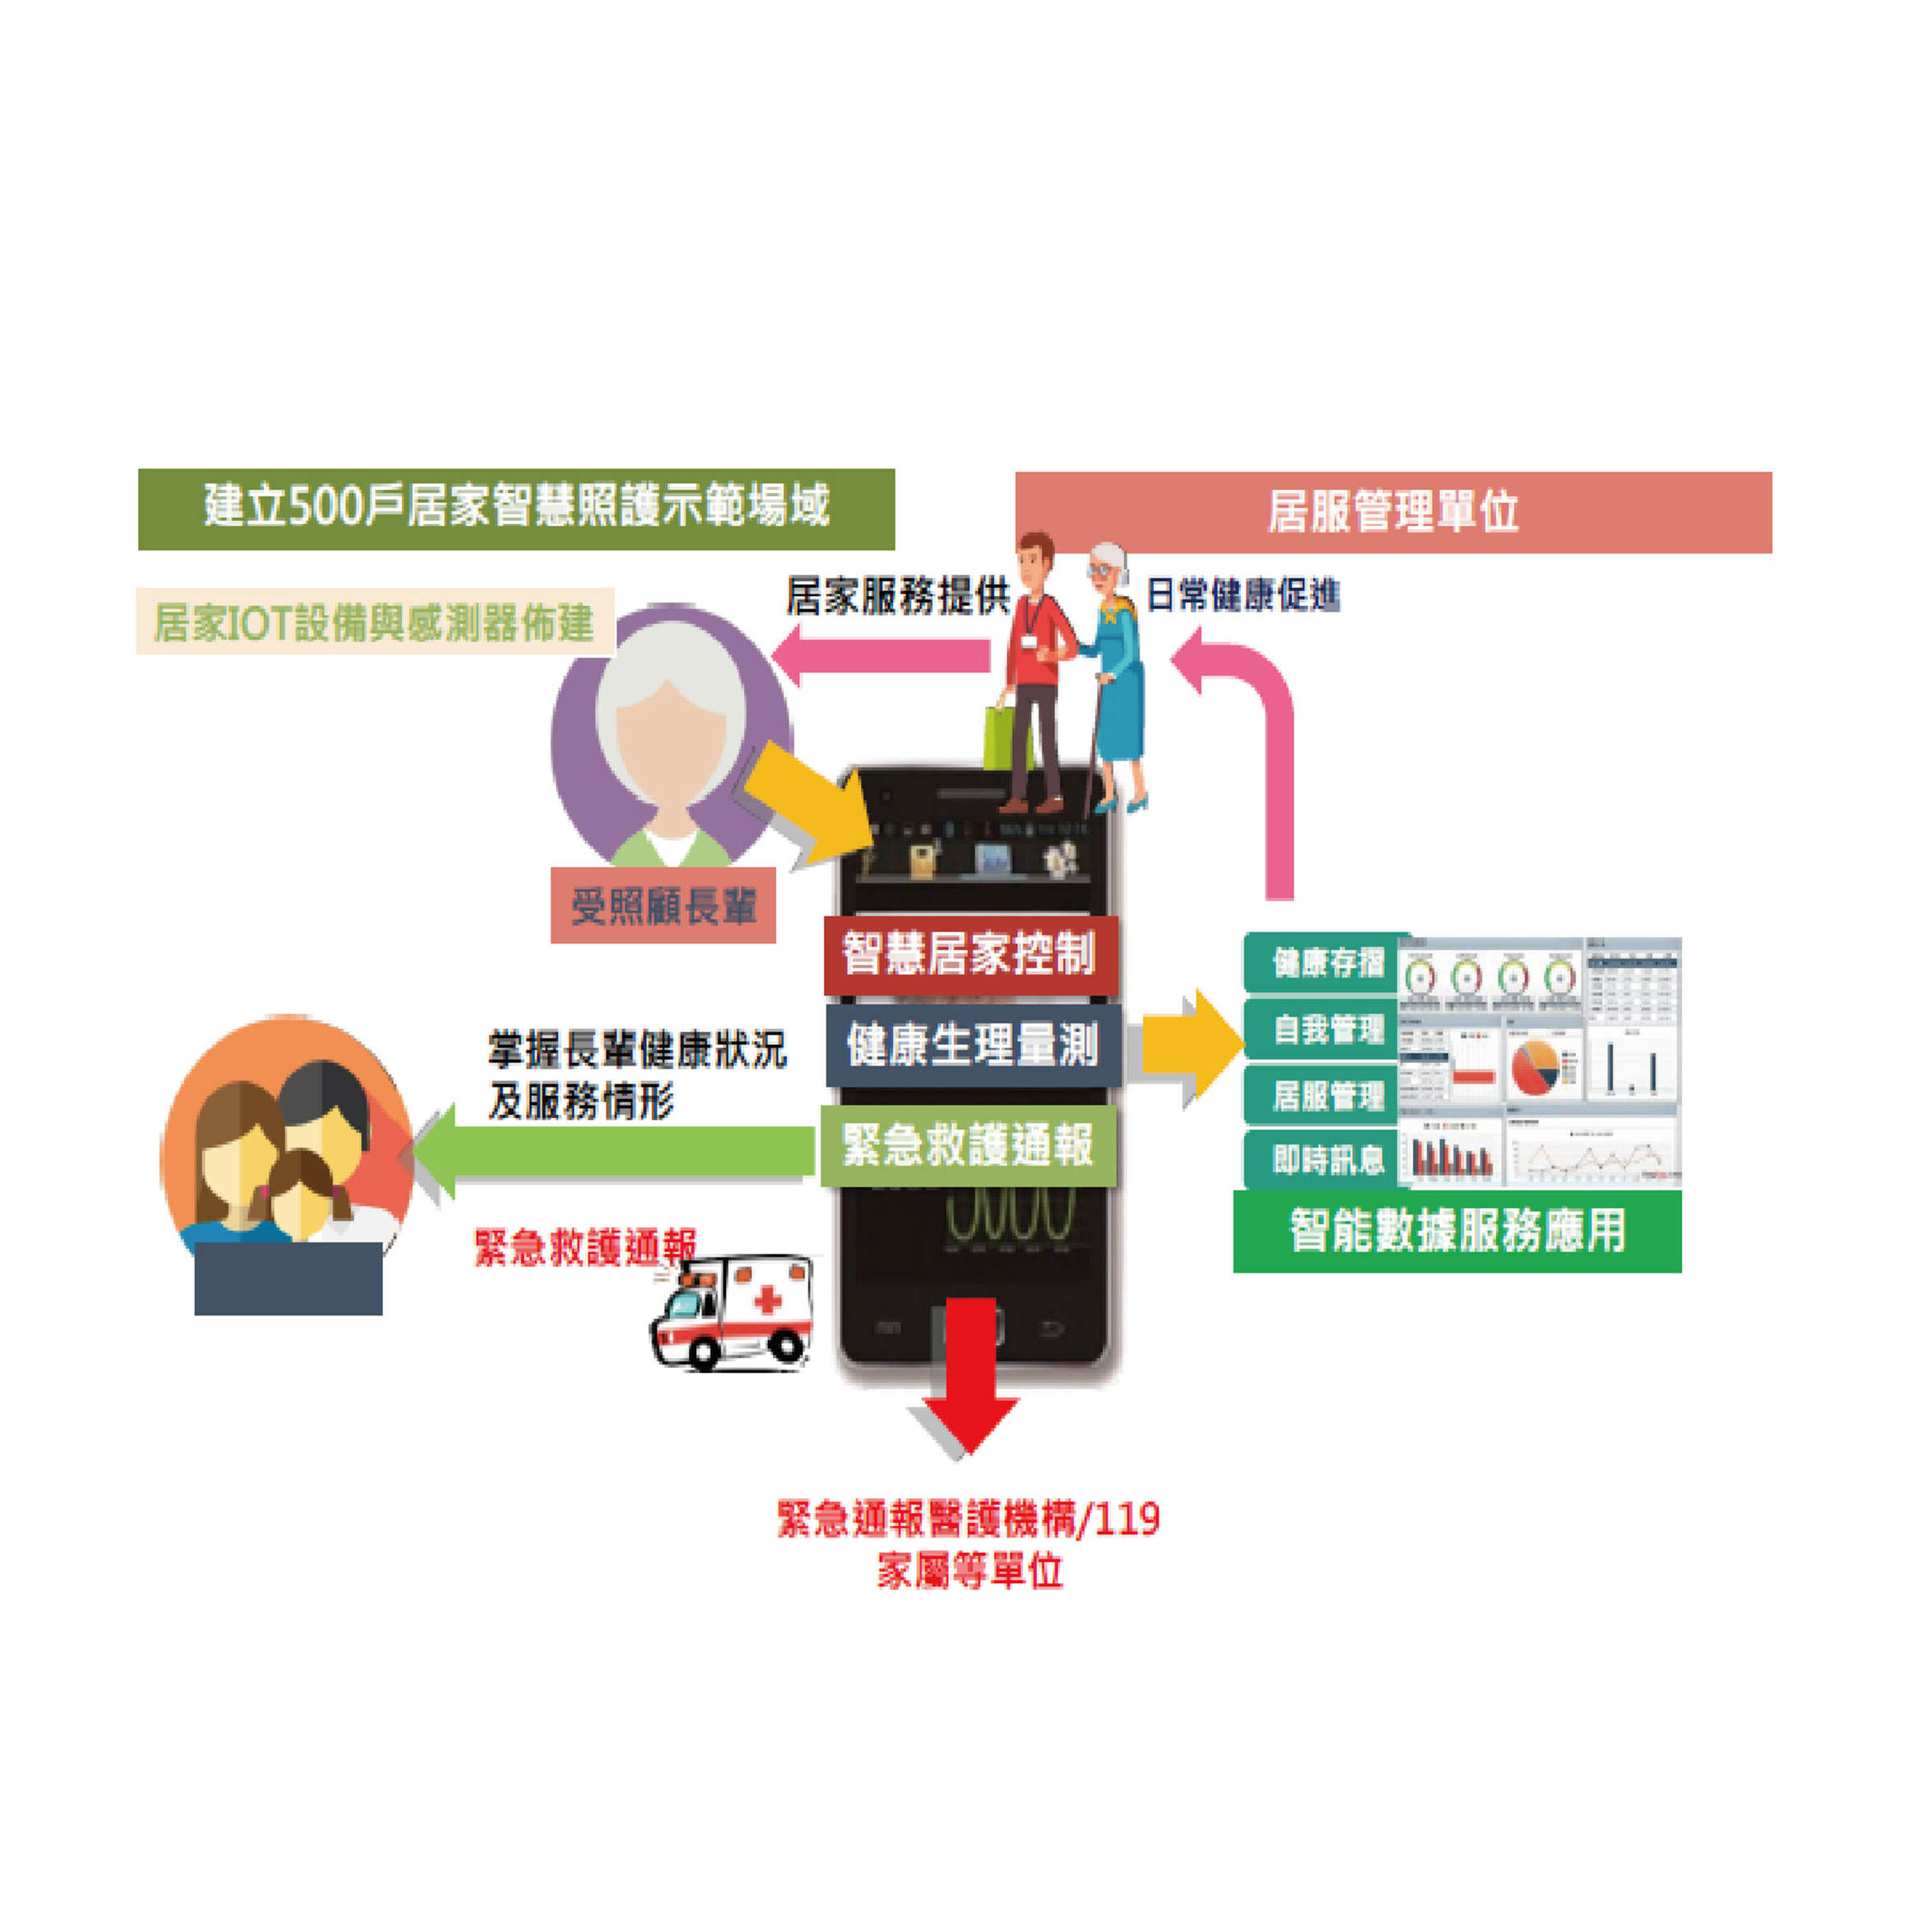 建立500戶居家智慧照護示範場域
居服管理單位
居家IOT設備與感測器佈建
居家服務提供
日常健康促進
受照顧長輩
智慧居家控制
健康生理量測
緊急救護通報
掌握長輩健康狀況
及服務情形
緊急救護通報
健康存摺
自我管理
居服管理
即時訊息
智能數據服務應用
緊急通報醫護機構/119
家屬等單位